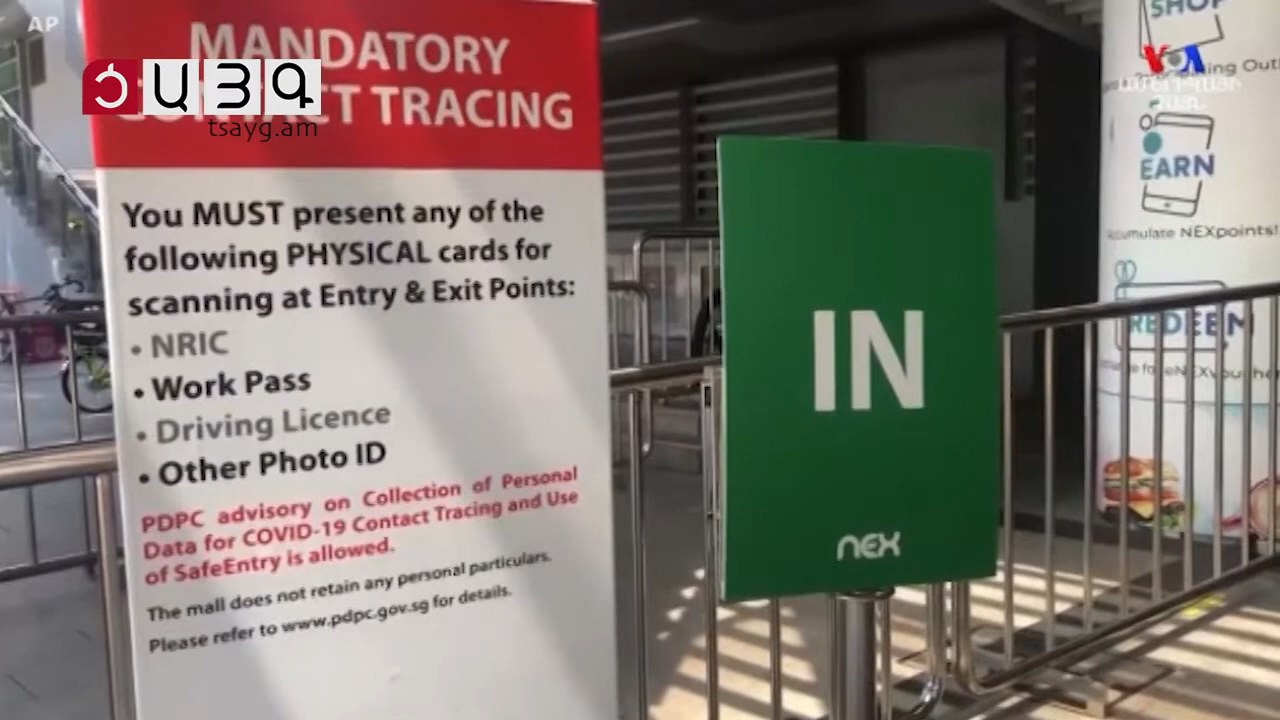 AP
MANDATORY
CONTACT TRACING
ՑԱՅԳ
tsayg.am
You MUST present any of the
following PHYSICAL cards for
scanning at Entry & Exit Points:
• NRIC
• Work Pass
• Driving Licence
• Other Photo ID
PDPC advisory on Collection of Personal
Data for COVID-19 Contact Tracing and Use
of SafeEntry is allowed.
The mall does not retain any personal particulars.
Please refer to www.pdpc.gov.sg for details.
IN
nex
SHOP
VOA
EARN
Accumulate NEXpoints!
REDEEM